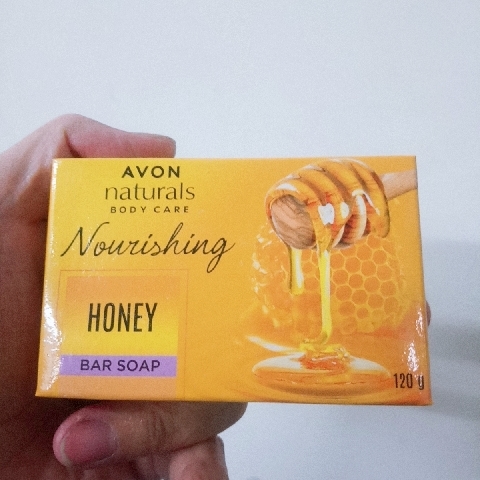 AVON
naturals
BODY CARE
Nourishing
HONEY
BAR SOAP
120 g